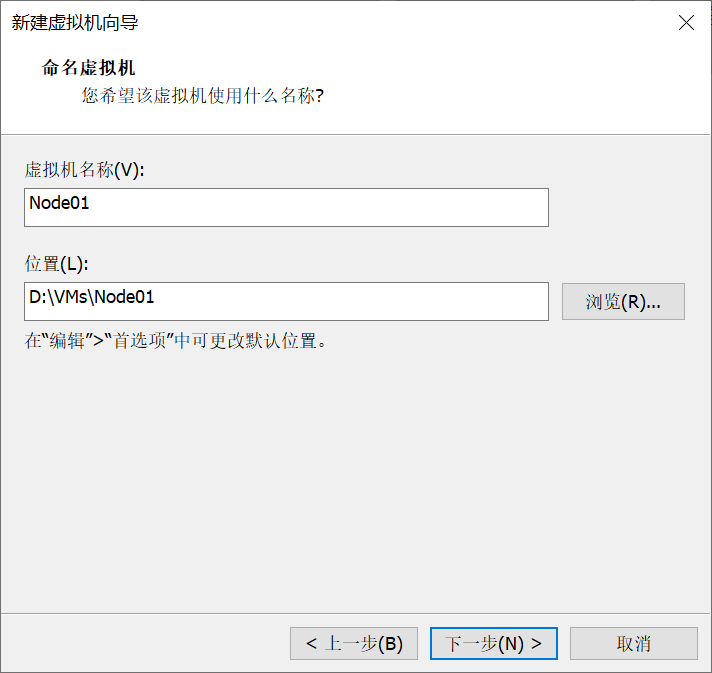 新建虚拟机向导
命名虚拟机
您希望该虚拟机使用什么名称?
虚拟机名称(V):
Node01
位置(L):
D:\VMs\Node01
浏览(R)...
在“编辑”>“首选项”中可更改默认位置。
< 上一步(B)
下一步(N) >
取消